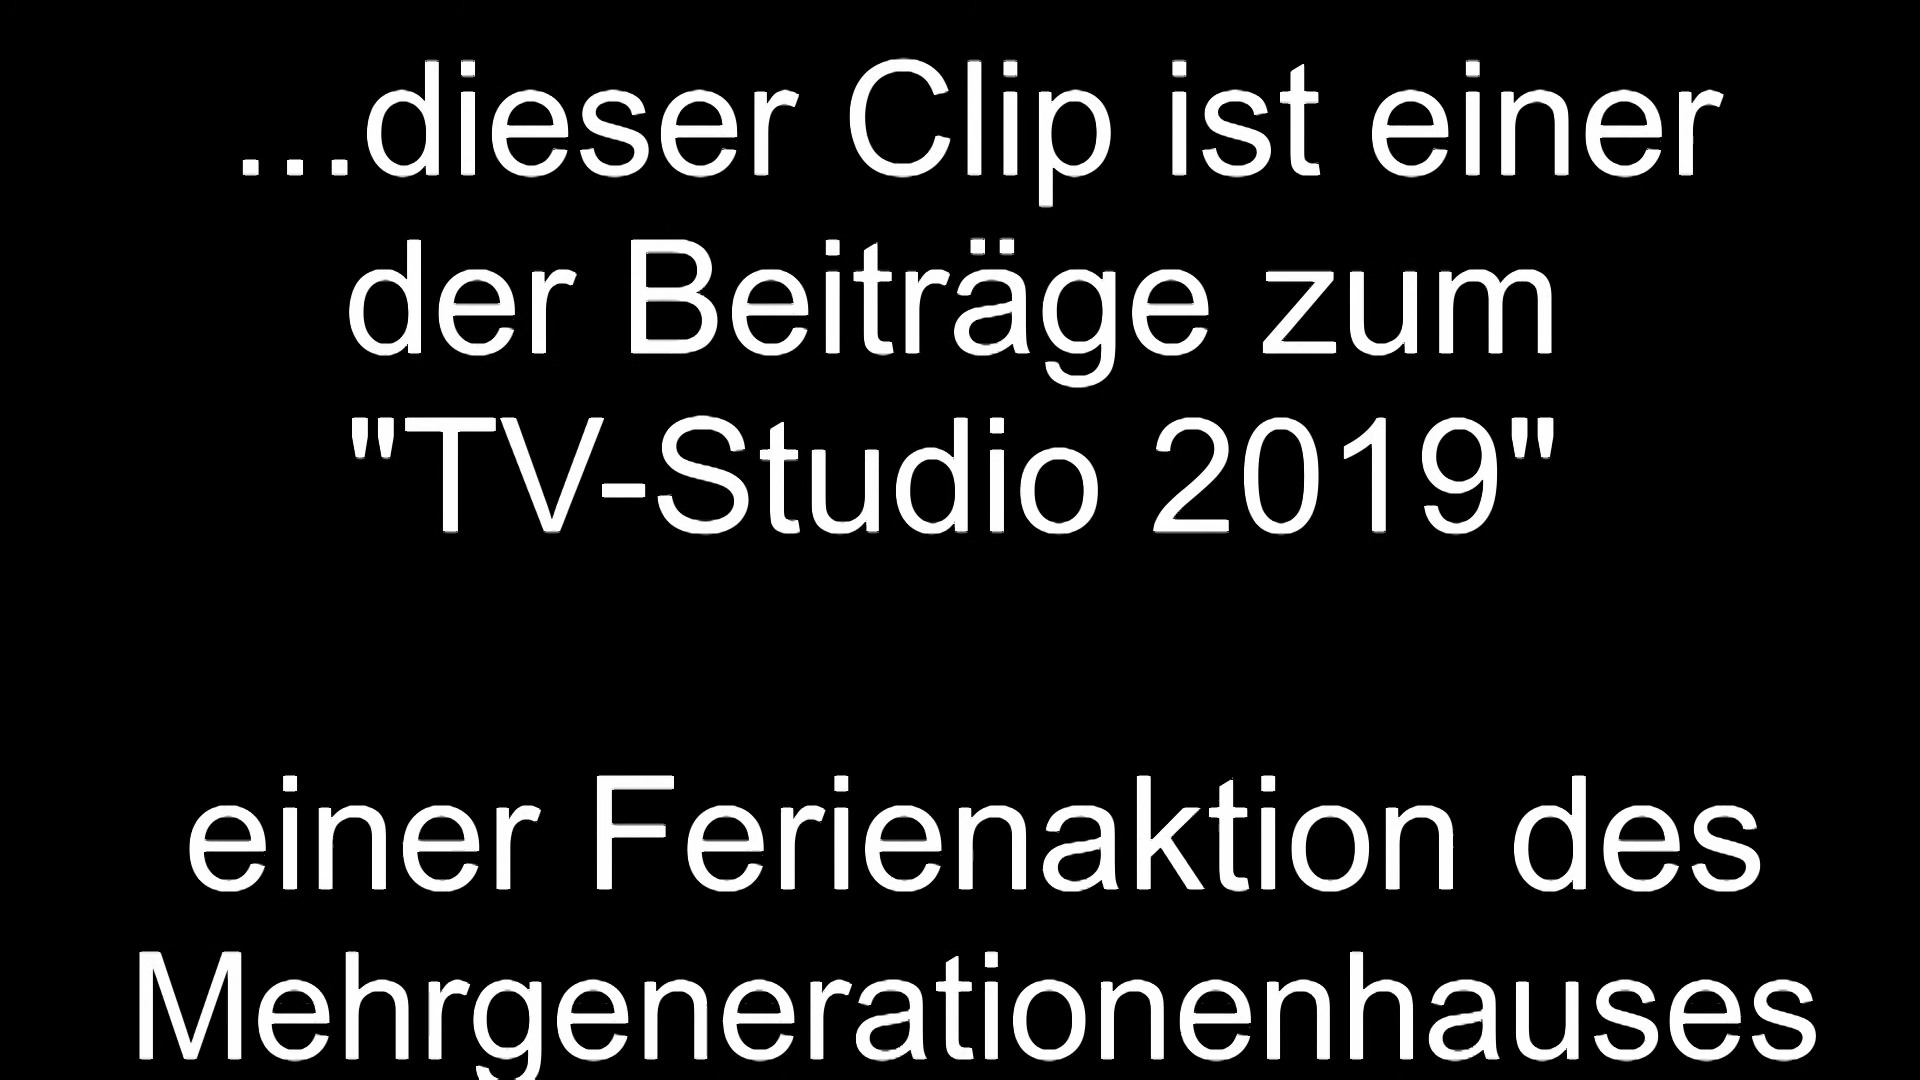 ...dieser Clip ist einer
der Beiträge zum
"TV-Studio 2019"
einer Ferienaktion des
Mehrgenerationenhauses